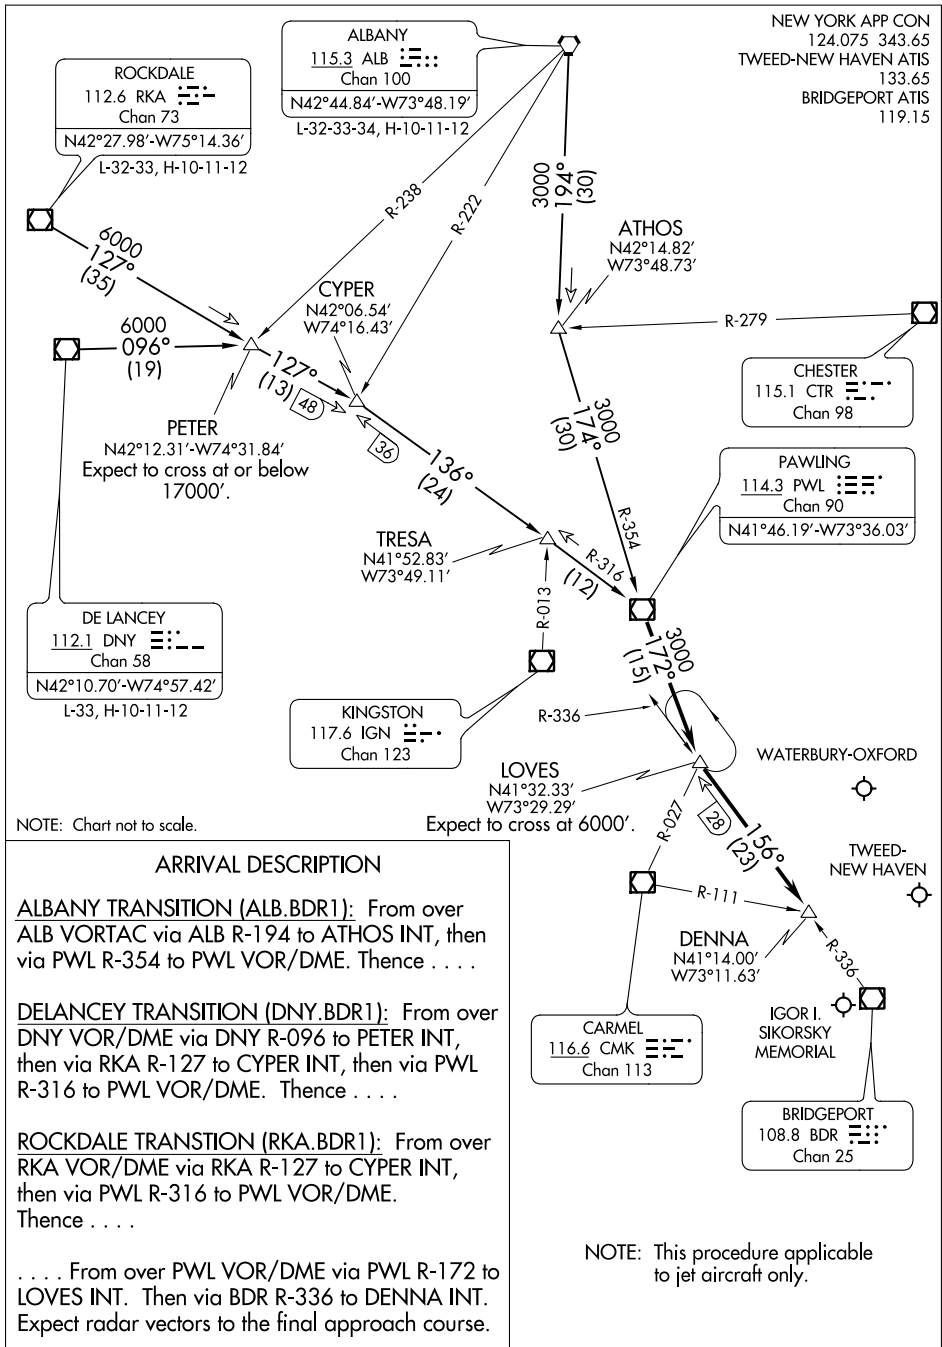 NEW YORK APP CON
124.075 343.65
TWEED-NEW HAVEN ATIS
133.65
BRIDGEPORT ATIS
119.15
ALBANY
115.3 ALB
Chan 100
N42°44.84′-W73°48.19′
L-32-33-34, H-10-11-12
ROCKDALE
112.6 RKA
Chan 73
N42°27.98′-W75°14.36′
L-32-33, H-10-11-12
R-238
R-222
3000
194°
(30)
6000
127°
(35)
ATHOS
N42°14.82′
W73°48.73′
CYPER
N42°06.54′
W74°16.43′
6000
096°
(19)
R-279
127°
(13)
48
36
CHESTER
115.1 CTR
Chan 98
PETER
N42°12.31′-W74°31.84′
Expect to cross at or below
17000′.
3000
174°
(30)
R-354
136°
(24)
PAWLING
114.3 PWL
Chan 90
N41°46.19′-W73°36.03′
TRESA
N41°52.83′
W73°49.11′
R-316
(12)
R-013
DE LANCEY
112.1 DNY
Chan 58
N42°10.70′-W74°57.42′
L-33, H-10-11-12
3000
172°
(15)
KINGSTON
117.6 IGN
Chan 123
R-336
LOVES
N41°32.33′
W73°29.29′
Expect to cross at 6000′.
WATERBURY-OXFORD
R-027
28
156°
(23)
TWEED-
NEW HAVEN
R-111
DENNA
N41°14.00′
W73°11.63′
R-336
IGOR I.
SIKORSKY
MEMORIAL
CARMEL
116.6 CMK
Chan 113
BRIDGEPORT
108.8 BDR
Chan 25
NOTE: Chart not to scale.
ARRIVAL DESCRIPTION
ALBANY TRANSITION (ALB.BDR1): From over
ALB VORTAC via ALB R-194 to ATHOS INT, then
via PWL R-354 to PWL VOR/DME. Thence . . . .
DELANCEY TRANSITION (DNY.BDR1): From over
DNY VOR/DME via DNY R-096 to PETER INT,
then via RKA R-127 to CYPER INT, then via PWL
R-316 to PWL VOR/DME. Thence . . . .
ROCKDALE TRANSTION (RKA.BDR1): From over
RKA VOR/DME via RKA R-127 to CYPER INT,
then via PWL R-316 to PWL VOR/DME.
Thence . . . .
. . . . From over PWL VOR/DME via PWL R-172 to
LOVES INT. Then via BDR R-336 to DENNA INT.
Expect radar vectors to the final approach course.
NOTE: This procedure applicable
to jet aircraft only.